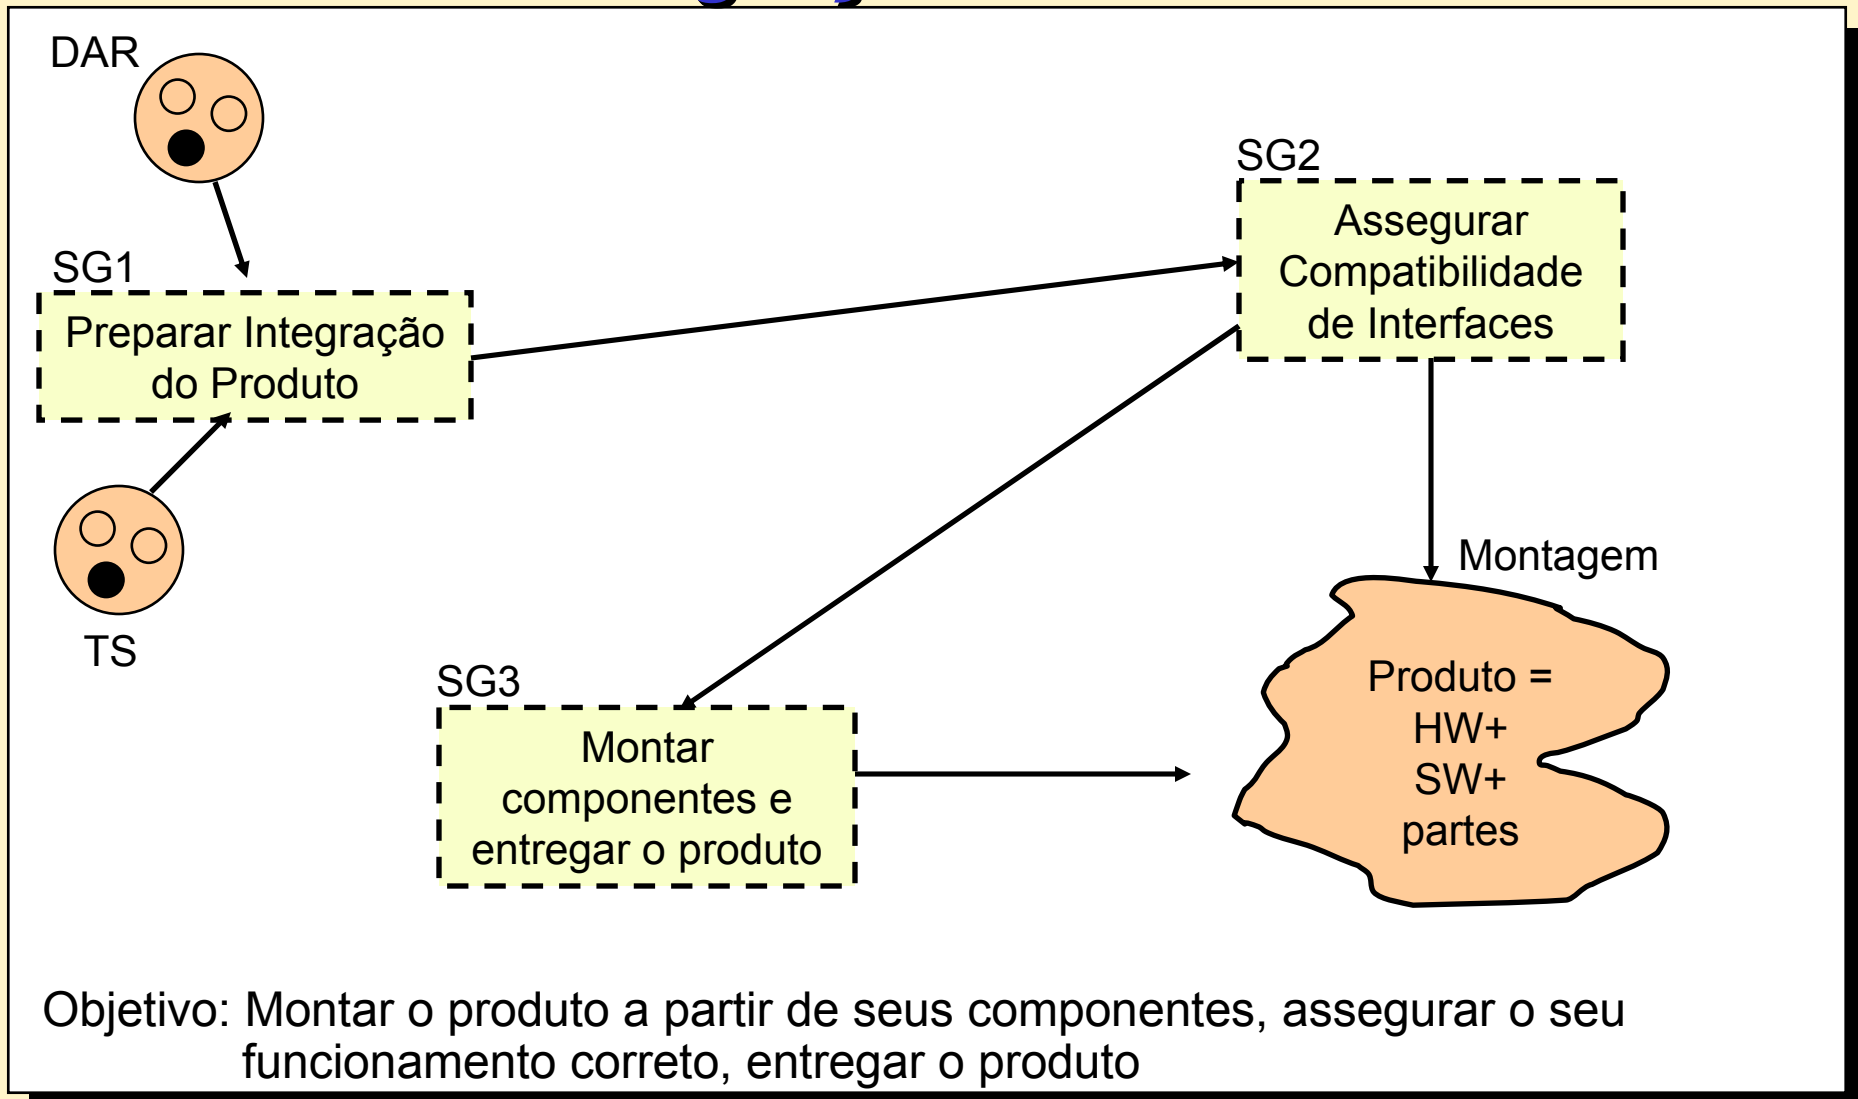 DAR
SG1
Preparar Integração
do Produto
TS
SG2
Assegurar
Compatibilidade
de Interfaces
SG3
Montar
componentes e
entregar o produto
Montagem
Produto =
HW+
SW+
partes
Objetivo: Montar o produto a partir de seus componentes, assegurar o seu
funcionamento correto, entregar o produto